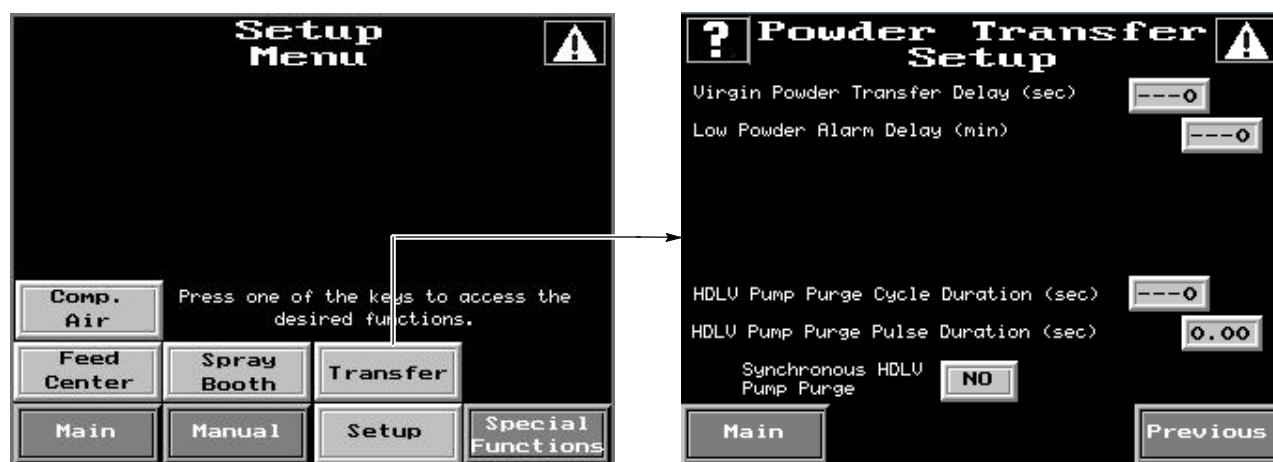 Setup
Menu
Comp.
Air
Press one of the keys to access the
desired functions.
Feed
Center
Spray
Booth
Transfer
Main
Manual
Setup
Special
Functions
? Powder Transfer
Setup
Virgin Powder Transfer Delay (sec) ---0
Low Powder Alarm Delay (min) ---0
HDLV Pump Purge Cycle Duration (sec) ---0
HDLV Pump Purge Pulse Duration (sec) 0.00
Synchronous HDLV
Pump Purge
NO
Main
Previous